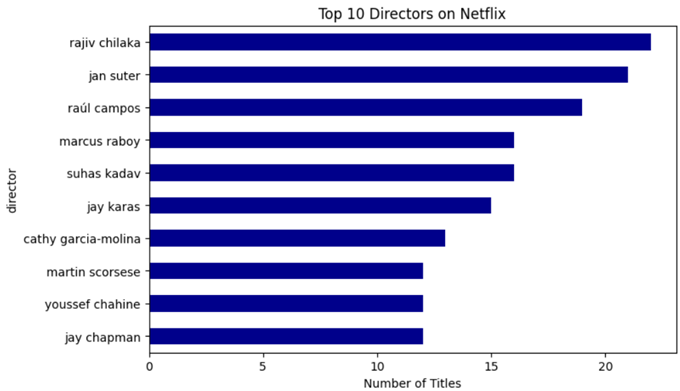 Top 10 Directors on Netflix
director
rajiv chilaka
jan suter
raúl campos
marcus raboy
suhas kadav
jay karas
cathy garcia-molina
martin scorsese
youssef chahine
jay chapman
0 5 10 15 20
Number of Titles